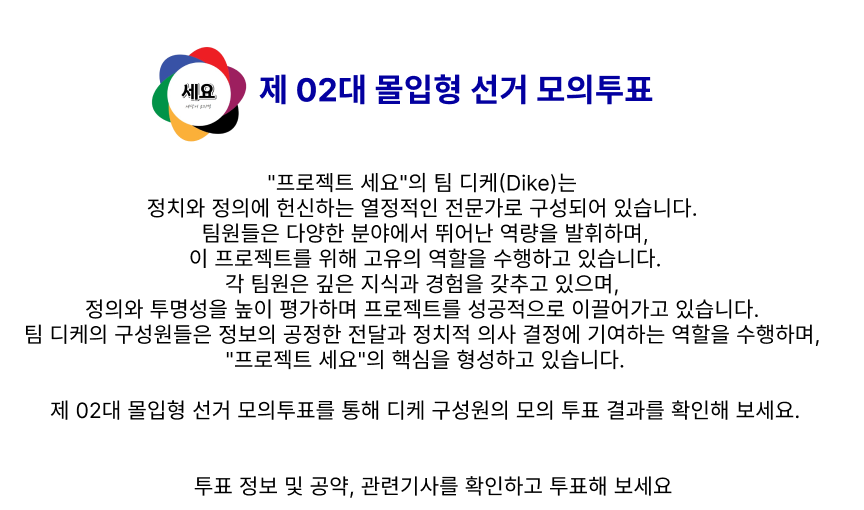 세요
제 02대 몰입형 선거 모의투표
"프로젝트 세요"의 팀 디케(Dike)는
정치와 정의에 헌신하는 열정적인 전문가로 구성되어 있습니다.
팀원들은 다양한 분야에서 뛰어난 역량을 발휘하며,
이 프로젝트를 위해 고유의 역할을 수행하고 있습니다.
각 팀원은 깊은 지식과 경험을 갖추고 있으며,
정의와 투명성을 높이 평가하며 프로젝트를 성공적으로 이끌어가고 있습니다.
팀 디케의 구성원들은 정보의 공정한 전달과 정치적 의사 결정에 기여하는 역할을 수행하며,
"프로젝트 세요"의 핵심을 형성하고 있습니다.
제 02대 몰입형 선거 모의투표를 통해 디케 구성원의 모의 투표 결과를 확인해 보세요.
투표 정보 및 공약, 관련기사를 확인하고 투표해 보세요